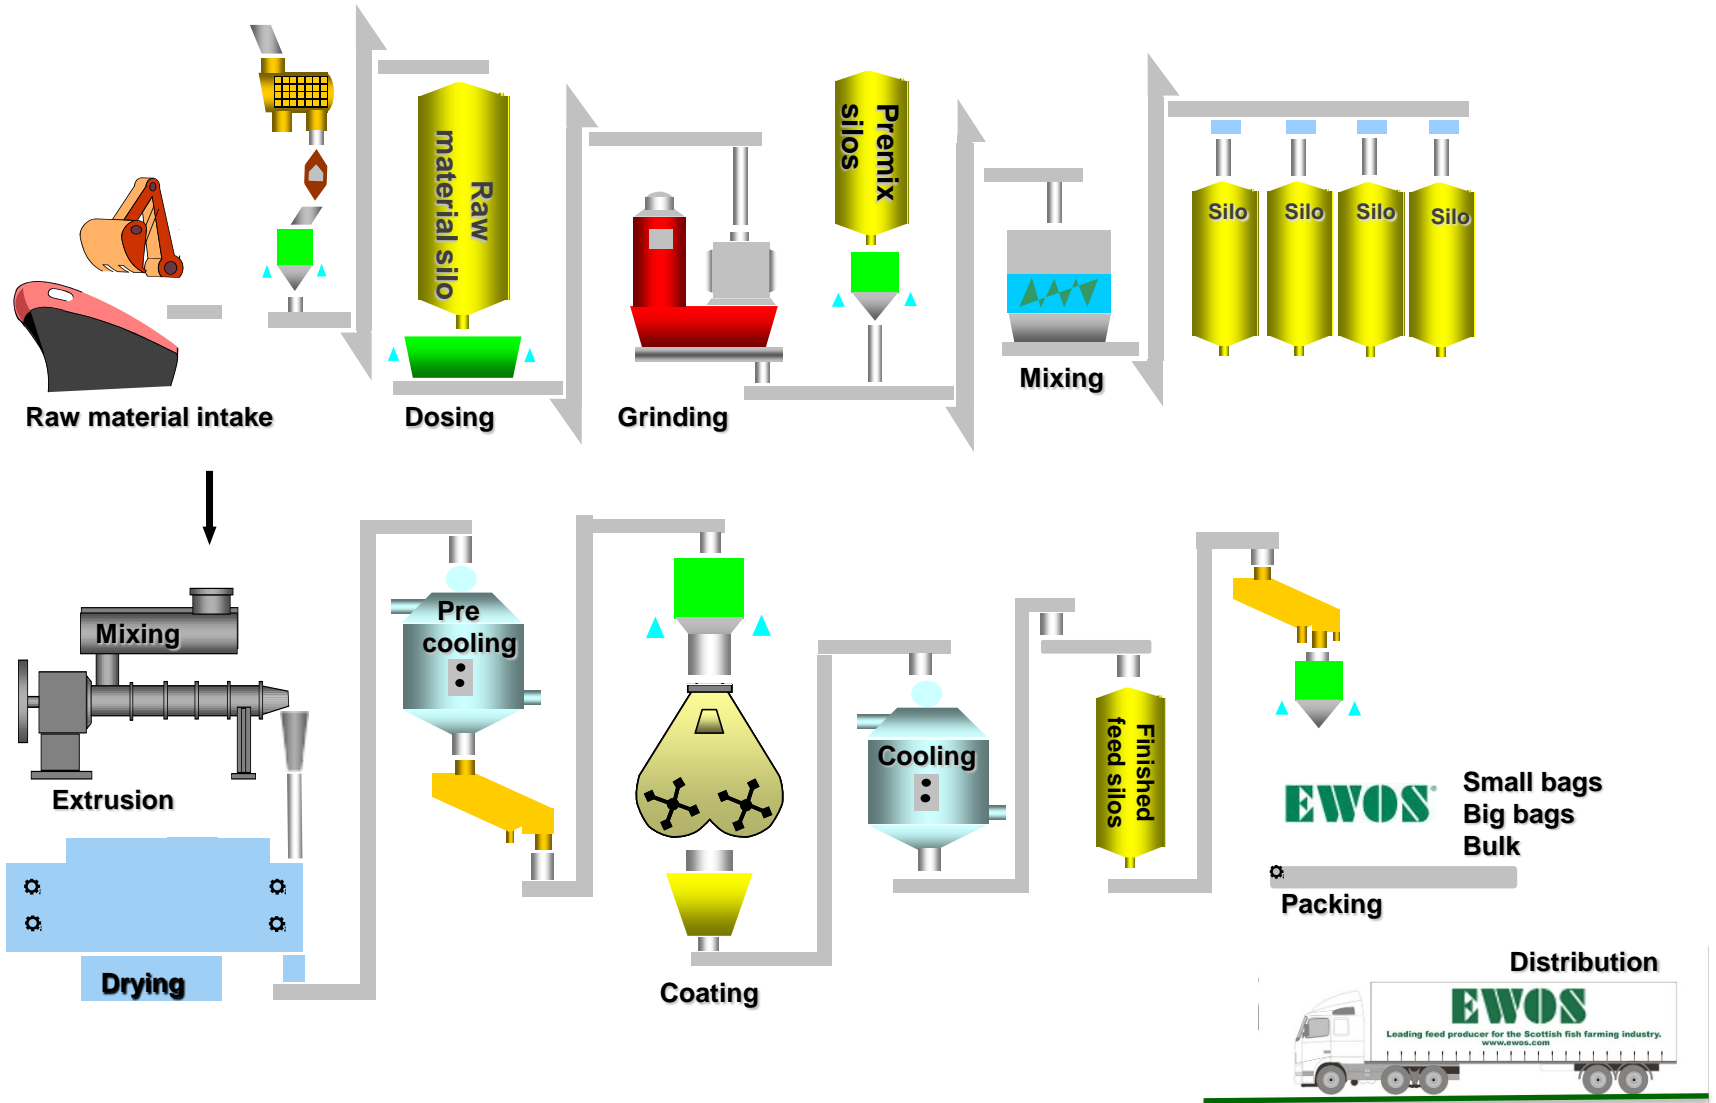 Raw
material silo
Premix
silos
Silo
Silo
Silo
Silo
Raw material intake
Dosing
Grinding
Mixing
Mixing
Extrusion
Drying
Pre
cooling
Coating
Cooling
Finished
feed silos
EWOS®
Small bags
Big bags
Bulk
Packing
Distribution
EWOS
Leading feed producer for the Scottish fish farming industry.
www.ewos.com